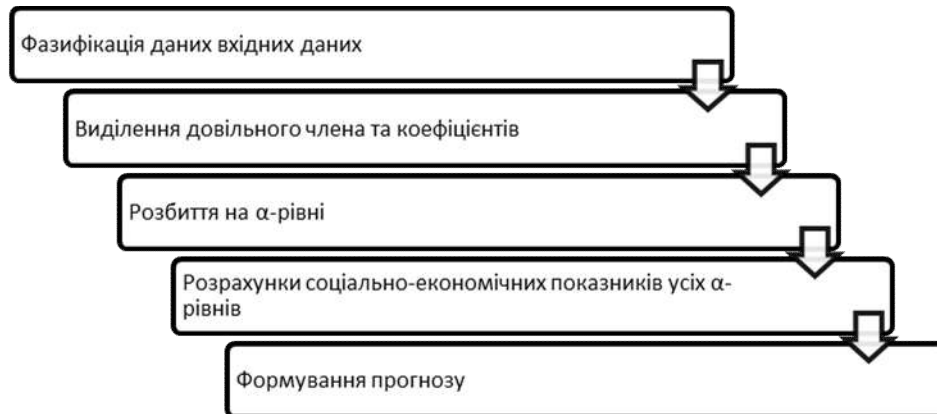 Фазифікація даних вхідних даних
Виділення довільного члена та коефіцієнтів
Розбиття на α-рівні
Розрахунки соціально-економічних показників усіх α-
рівнів
Формування прогнозу